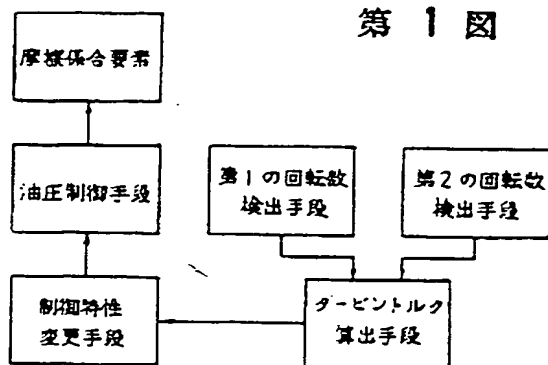 第1図
摩擦係合要素
油圧制御手段
第1の回転数
検出手段
第2の回転数
検出手段
制御特性
変更手段
タービントルク
算出手段